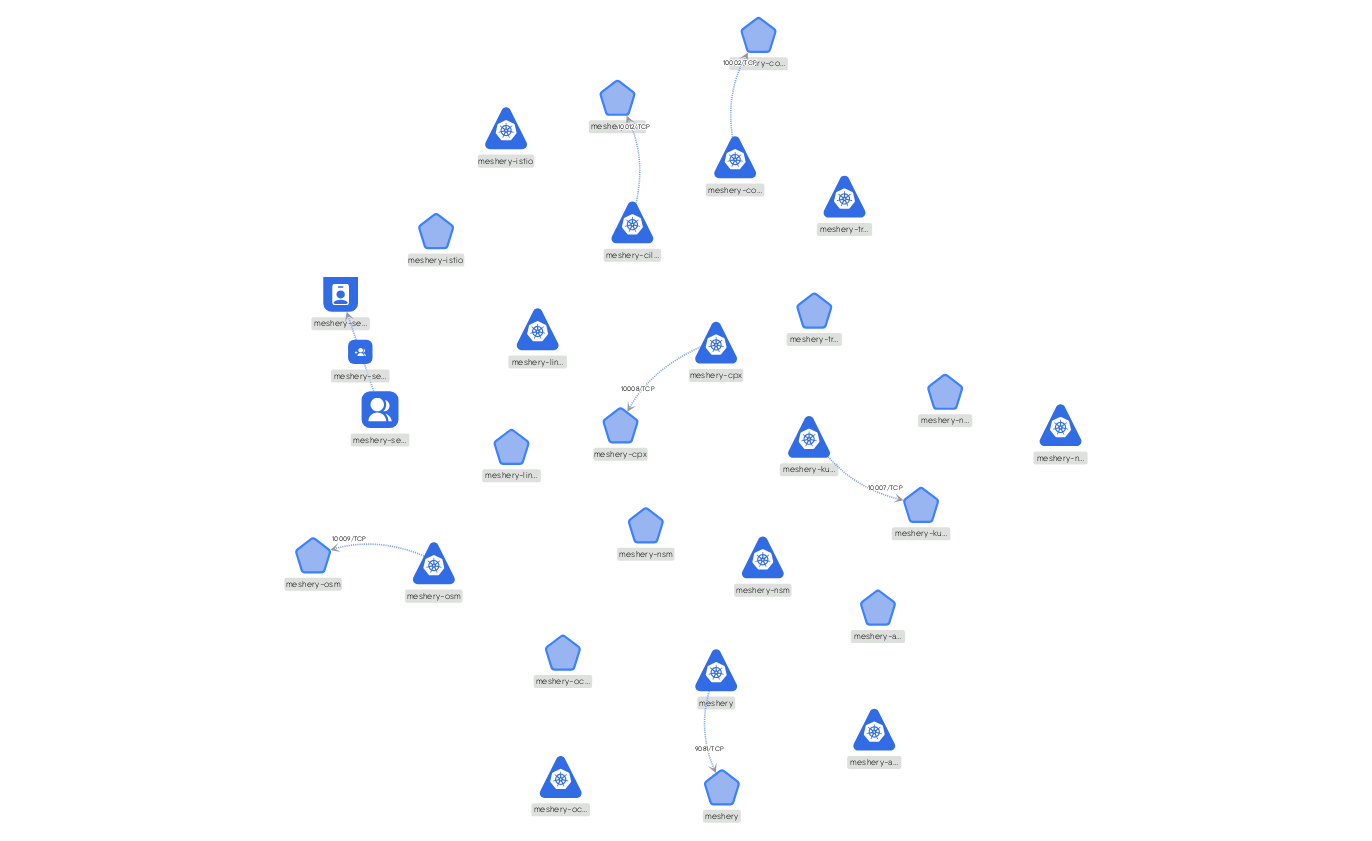 10002/TCP
ry-co...
meshe
10012/TCP
meshery-istio
meshery-co...
meshery-tr...
meshery-cil...
meshery-istio
meshery-se...
meshery-tr...
meshery-lin...
meshery-se...
meshery-cpx
10008/TCP
meshery-n...
meshery-se...
meshery-cpx
meshery-n...
meshery-ku...
meshery-lin...
10007/TCP
meshery-ku...
10009/TCP
meshery-nsm
meshery-osm
meshery-nsm
meshery-osm
meshery-a...
meshery-oc...
meshery
9081/TCP
meshery-a...
meshery-oc...
meshery